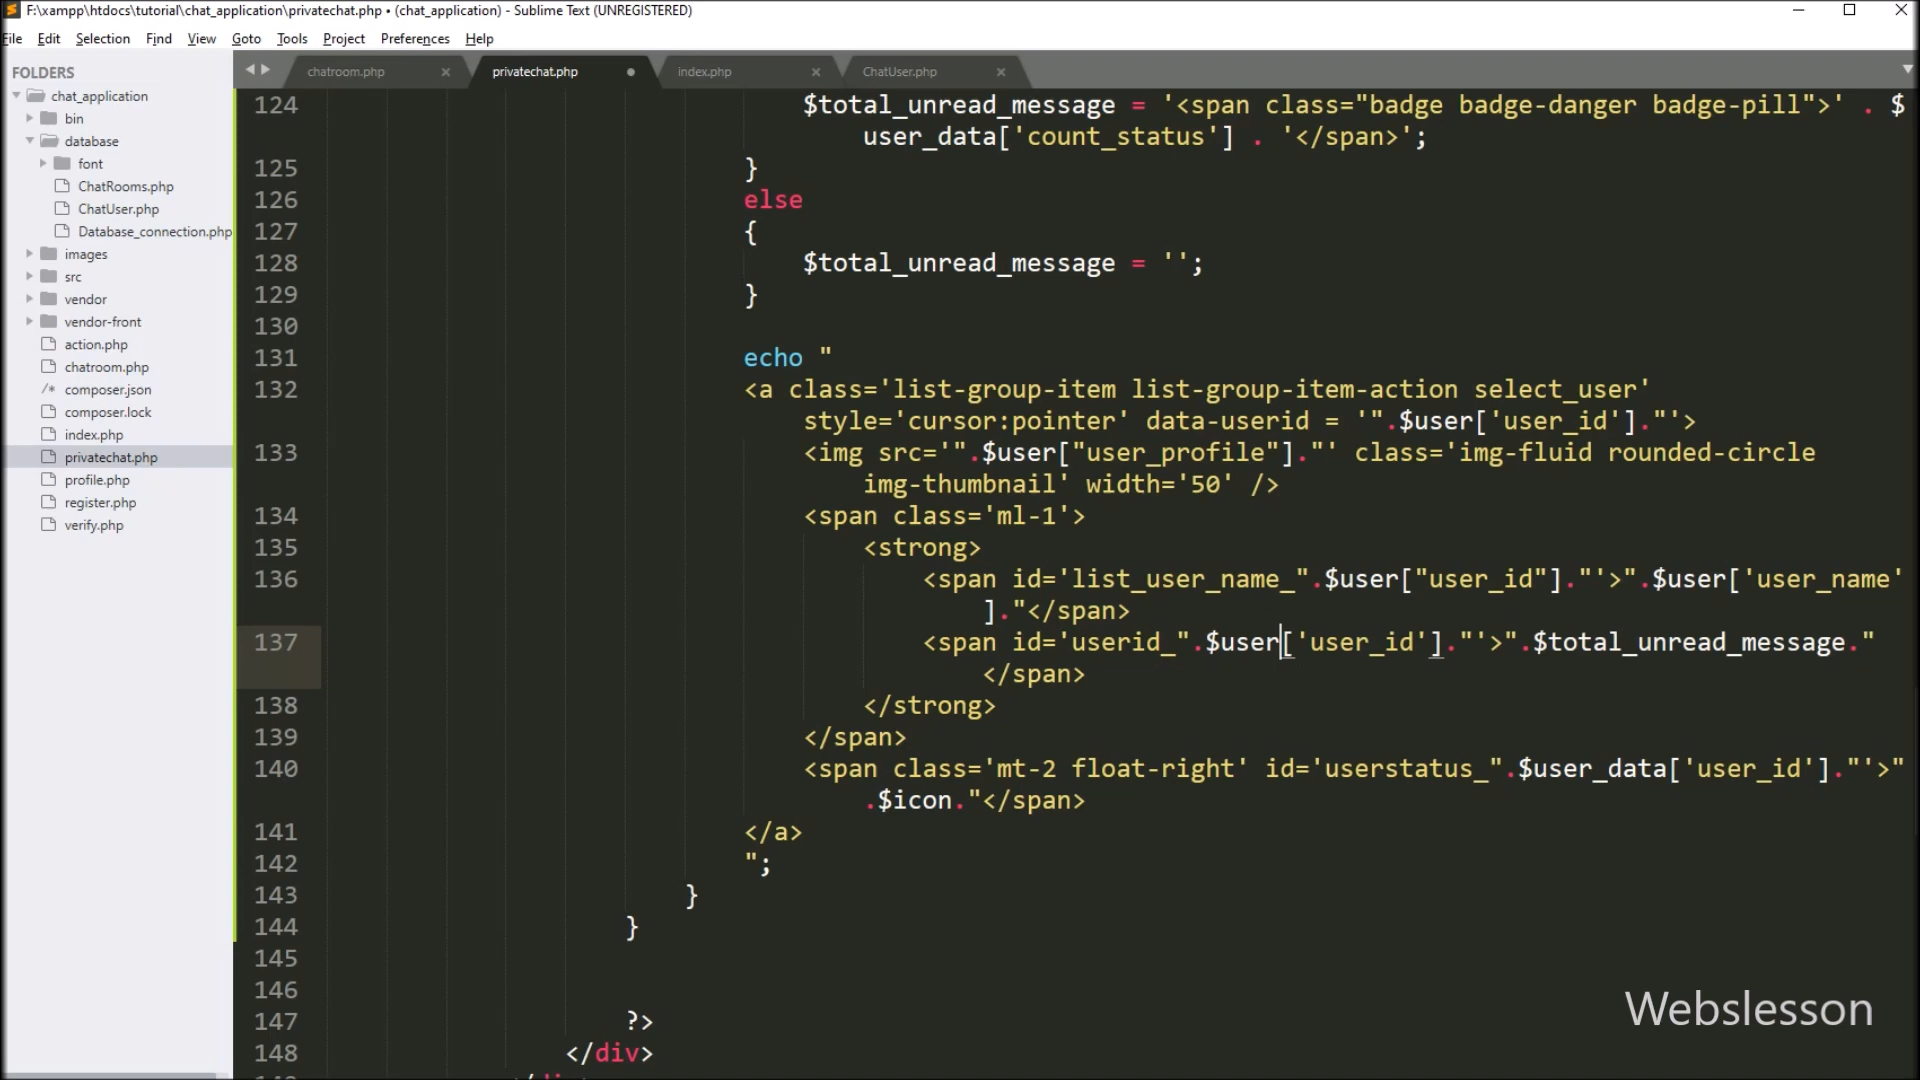 F:\xampp\htdocs\tutorial\chat_application\privatechat.php • (chat_application) - Sublime Text (UNREGISTERED)
File Edit Selection Find View Goto Tools Project Preferences Help
FOLDERS
chat_application
bin
database
font
ChatRooms.php
ChatUser.php
Database_connection.php
images
src
vendor
vendor-front
action.php
chatroom.php
/* composer.json
composer.lock
index.php
privatechat.php
profile.php
register.php
verify.php
chatroom.php privatechat.php index.php ChatUser.php
124 $total_unread_message = '<span class="badge badge-danger badge-pill">' . $
user_data['count_status'] . '</span>';
125 }
126 else
127 {
128 $total_unread_message = '';
129 }
130
131 echo "
132 <a class='list-group-item list-group-item-action select_user'
style='cursor:pointer' data-userid = '".$user['user_id']."'>
133 <img src='".$user["user_profile"]."' class='img-fluid rounded-circle
img-thumbnail' width='50' />
134 <span class='ml-1'>
135 <strong>
136 <span id='list_user_name_".$user["user_id"]."'>".$user['user_name'
]."</span>
137 <span id='userid_".$user['user_id']."'>".$total_unread_message."
</span>
138 </strong>
139 </span>
140 <span class='mt-2 float-right' id='userstatus_".$user_data['user_id']."'>"
.$icon."</span>
141 </a>
142 ";
143 }
144 }
145
146
147 ?>
148 </div>
Webslesson